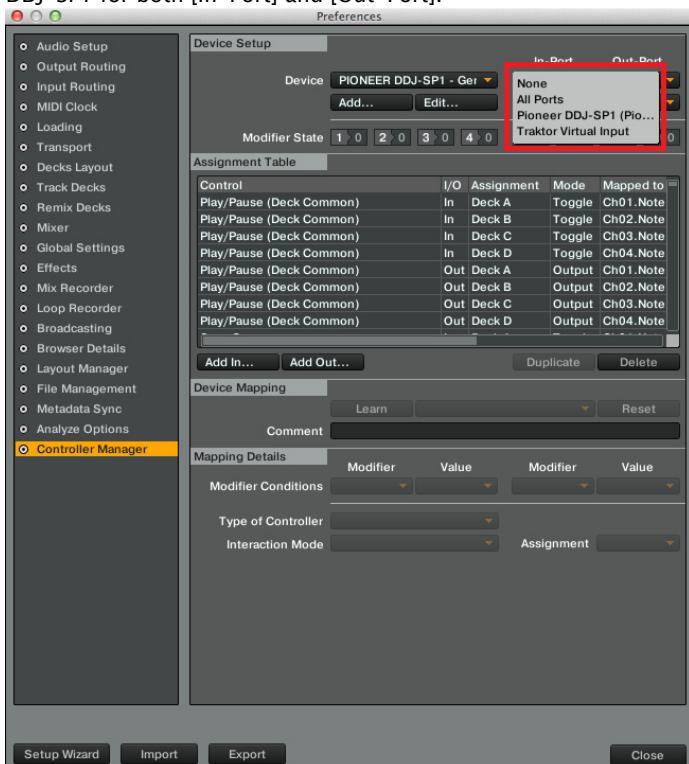 DDJ-SP1 for both [In-Port] and [Out-Port].
Preferences
Audio Setup
Output Routing
Input Routing
MIDI Clock
Loading
Transport
Decks Layout
Track Decks
Remix Decks
Mixer
Global Settings
Effects
Mix Recorder
Loop Recorder
Broadcasting
Browser Details
Layout Manager
File Management
Metadata Sync
Analyze Options
Controller Manager
Device Setup
In-Port Out-Port
Device PIONEER DDJ-SP1 - Ger
None
All Ports
Pioneer DDJ-SP1 (Pio...
Traktor Virtual Input
Add... Edit...
Modifier State 1 0 2 0 3 0 4 0 0
Assignment Table
Control I/O Assignment Mode Mapped to
Play/Pause (Deck Common) In Deck A Toggle Ch01.Note
Play/Pause (Deck Common) In Deck B Toggle Ch02.Note
Play/Pause (Deck Common) In Deck C Toggle Ch03.Note
Play/Pause (Deck Common) In Deck D Toggle Ch04.Note
Play/Pause (Deck Common) Out Deck A Output Ch01.Note
Play/Pause (Deck Common) Out Deck B Output Ch02.Note
Play/Pause (Deck Common) Out Deck C Output Ch03.Note
Play/Pause (Deck Common) Out Deck D Output Ch04.Note
Add In... Add Out... Duplicate Delete
Device Mapping
Learn Reset
Comment
Mapping Details
Modifier Value Modifier Value
Modifier Conditions
Type of Controller
Interaction Mode Assignment
Setup Wizard Import Export Close